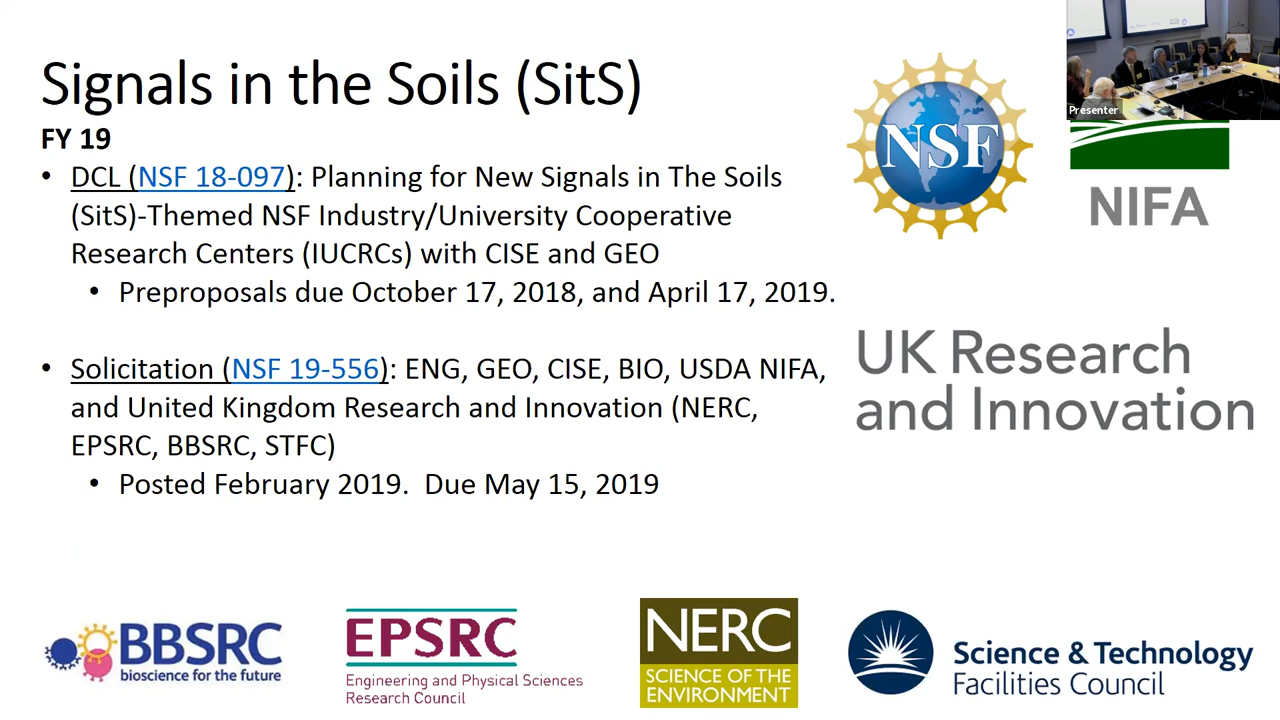 Signals in the Soils (SitS)
FY 19
• DCL (NSF 18-097): Planning for New Signals in The Soils
(SitS)-Themed NSF Industry/University Cooperative
Research Centers (IUCRCs) with CISE and GEO
• Preproposals due October 17, 2018, and April 17, 2019.
• Solicitation (NSF 19-556): ENG, GEO, CISE, BIO, USDA NIFA,
and United Kingdom Research and Innovation (NERC,
EPSRC, BBSRC, STFC)
• Posted February 2019.  Due May 15, 2019
NSF
Presenter
NIFA
UK Research
and Innovation
BBSRC
bioscience for the future
EPSRC
Engineering and Physical Sciences
Research Council
NERC
SCIENCE OF THE
ENVIRONMENT
Science & Technology
Facilities Council